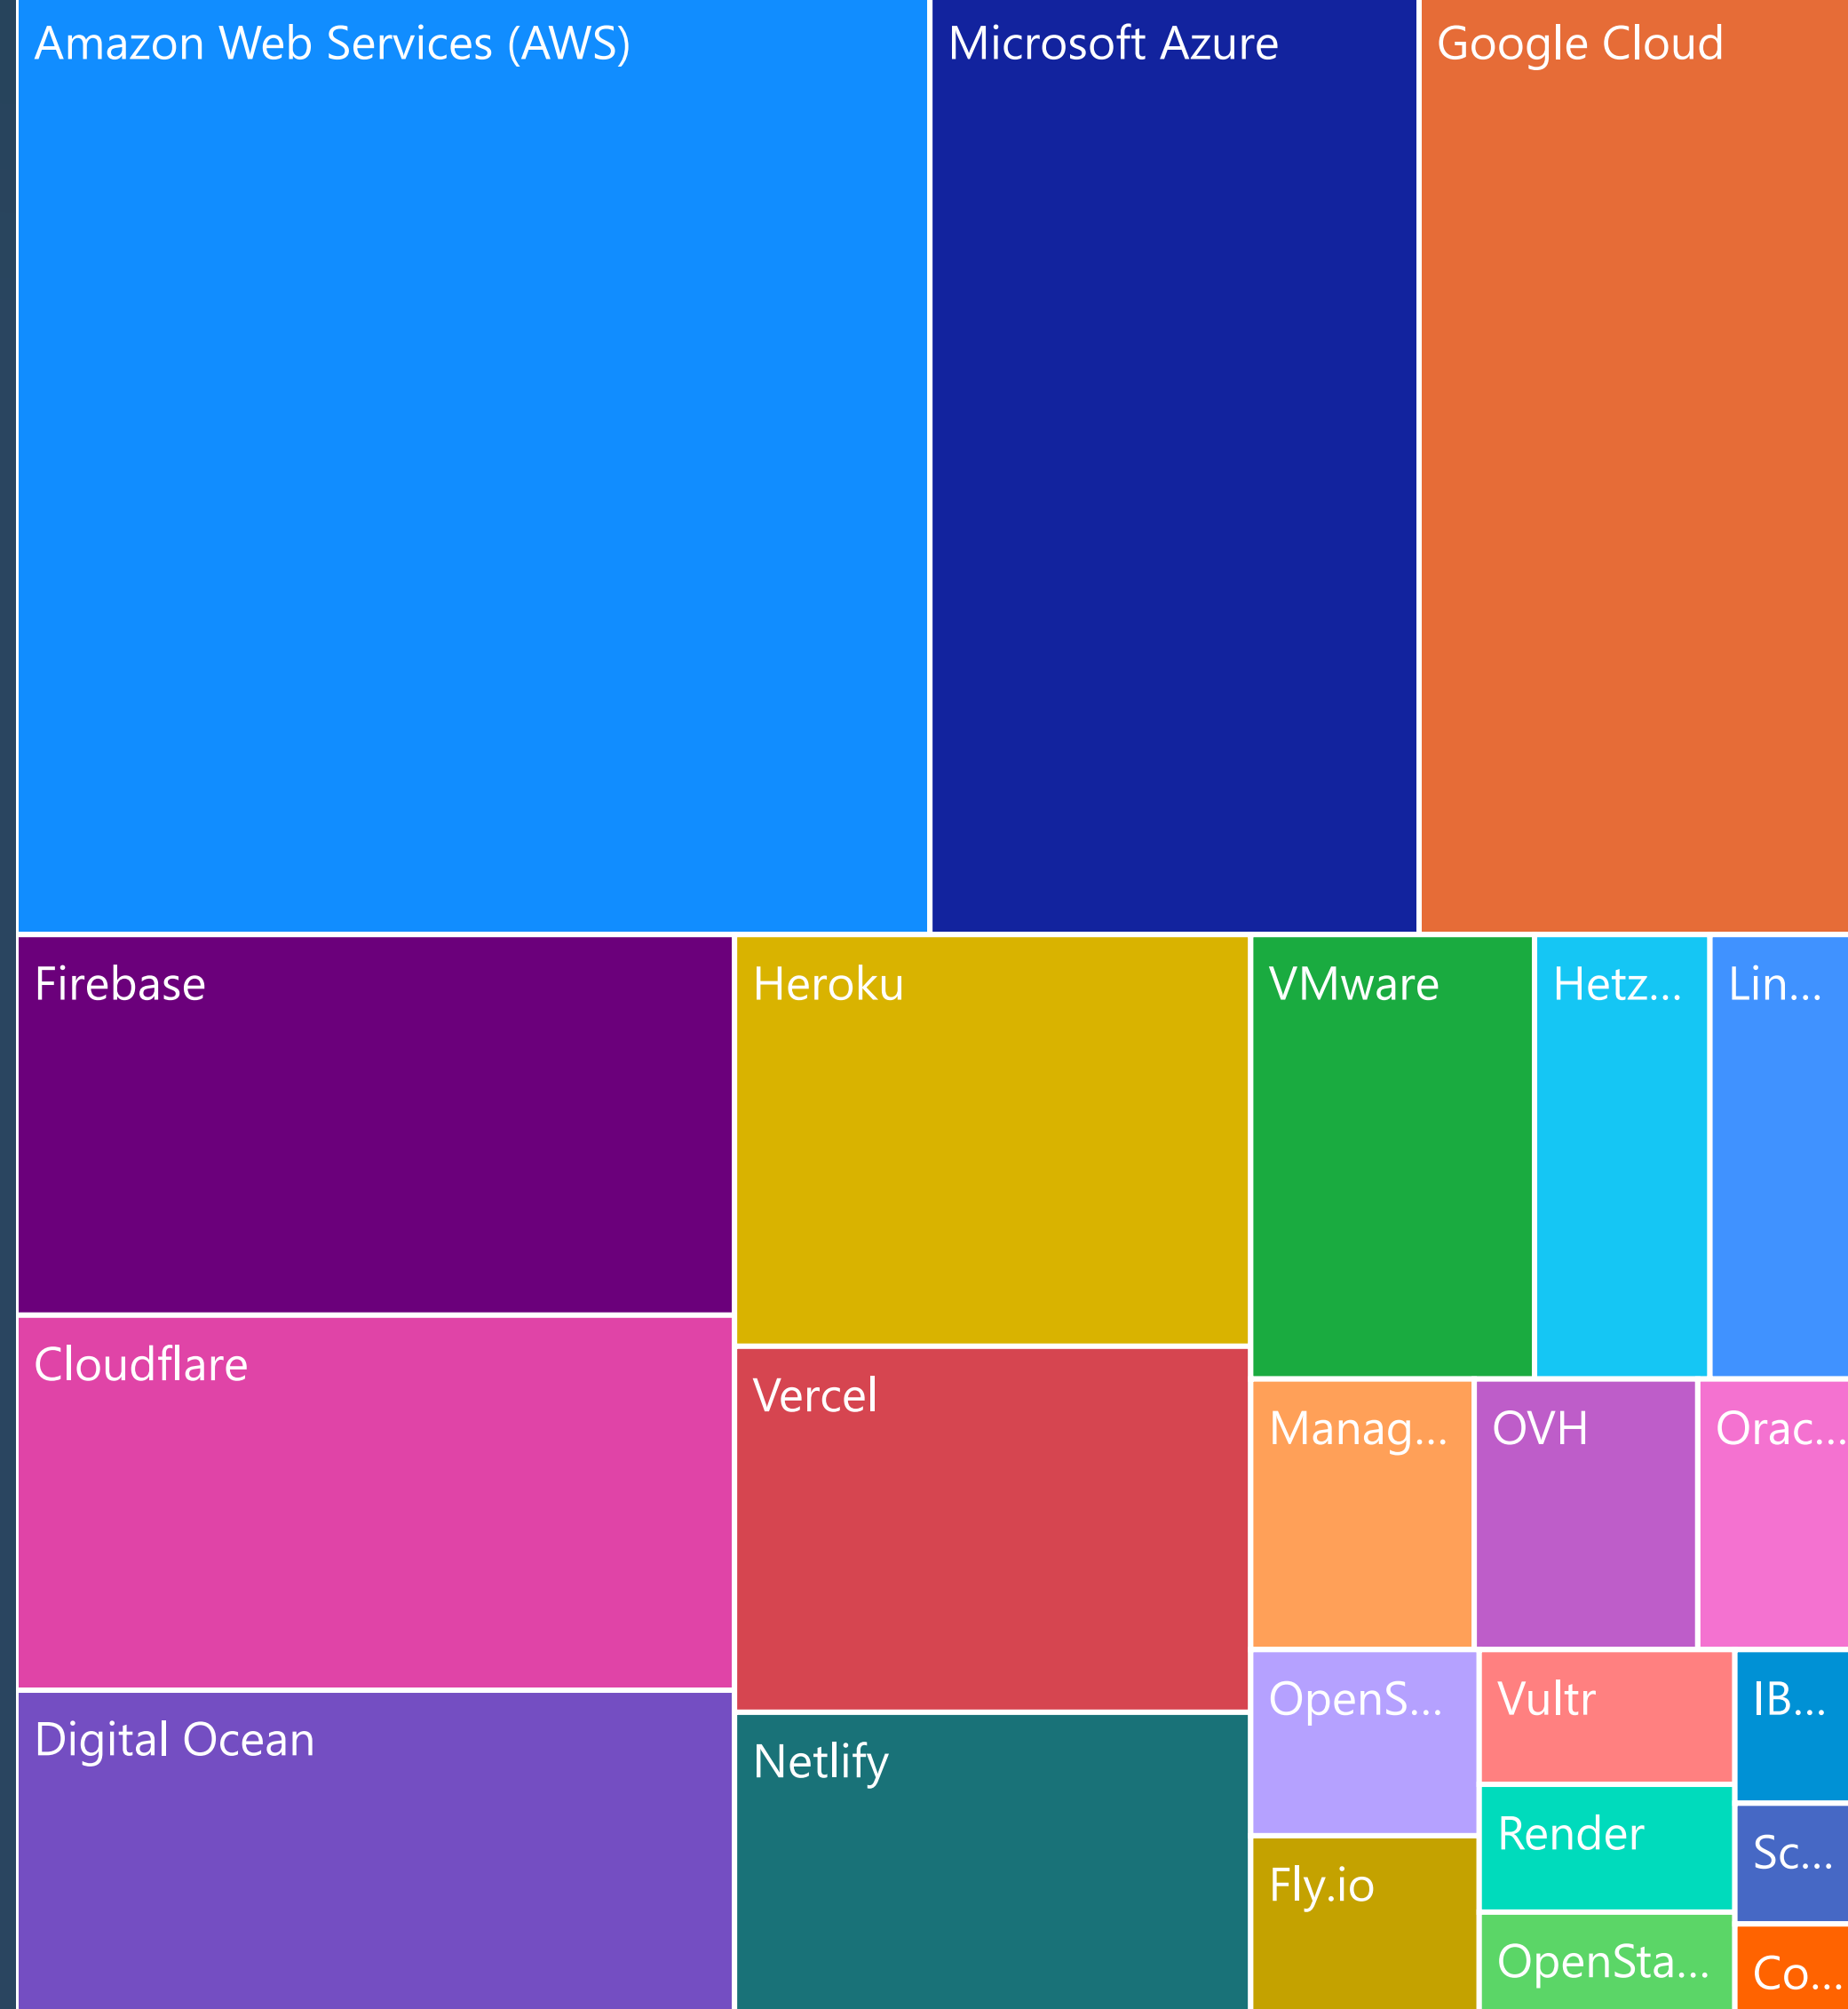 Amazon Web Services (AWS)
Microsoft Azure
Google Cloud
Firebase
Heroku
VMware
Hetz...
Lin...
Cloudflare
Vercel
Manag...
OVH
Orac...
Digital Ocean
Netlify
OpenS...
Vultr
IB...
Render
Sc...
Fly.io
OpenSta...
Co...